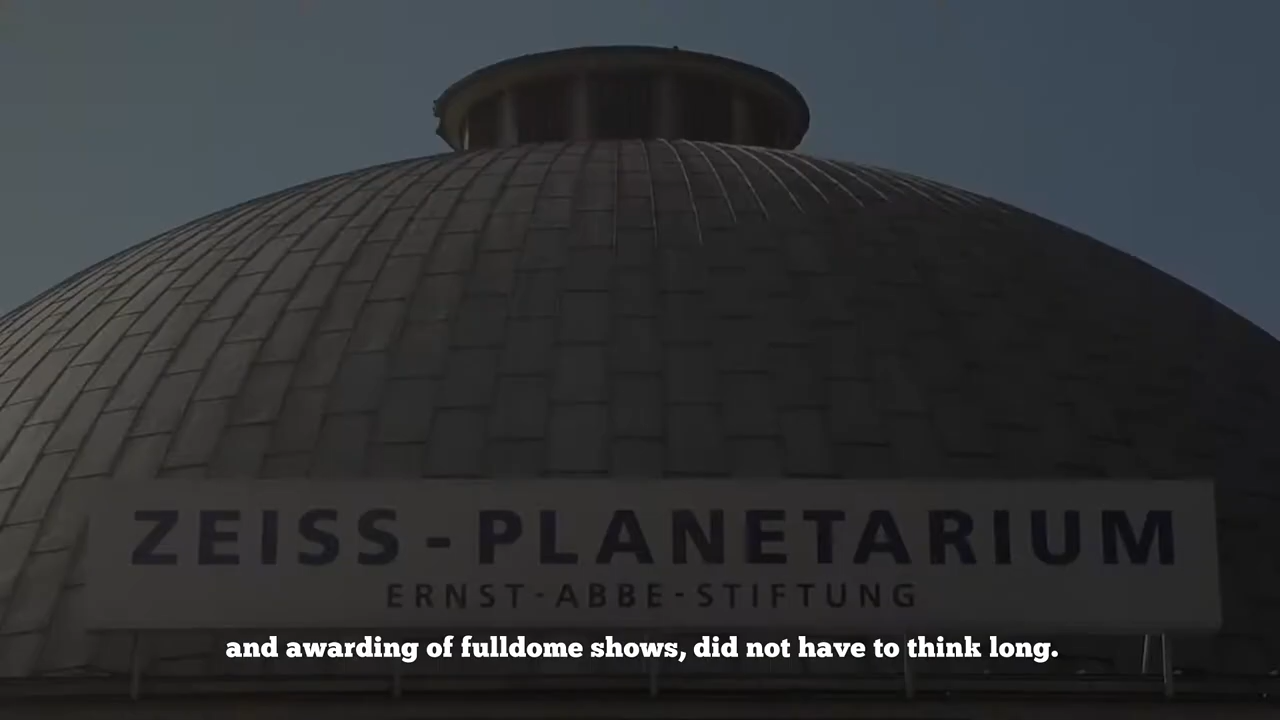 ZEISS-PLANETARIUM
ERNST-ABBE-STIFTUNG
and awarding of fulldome shows, did not have to think long.